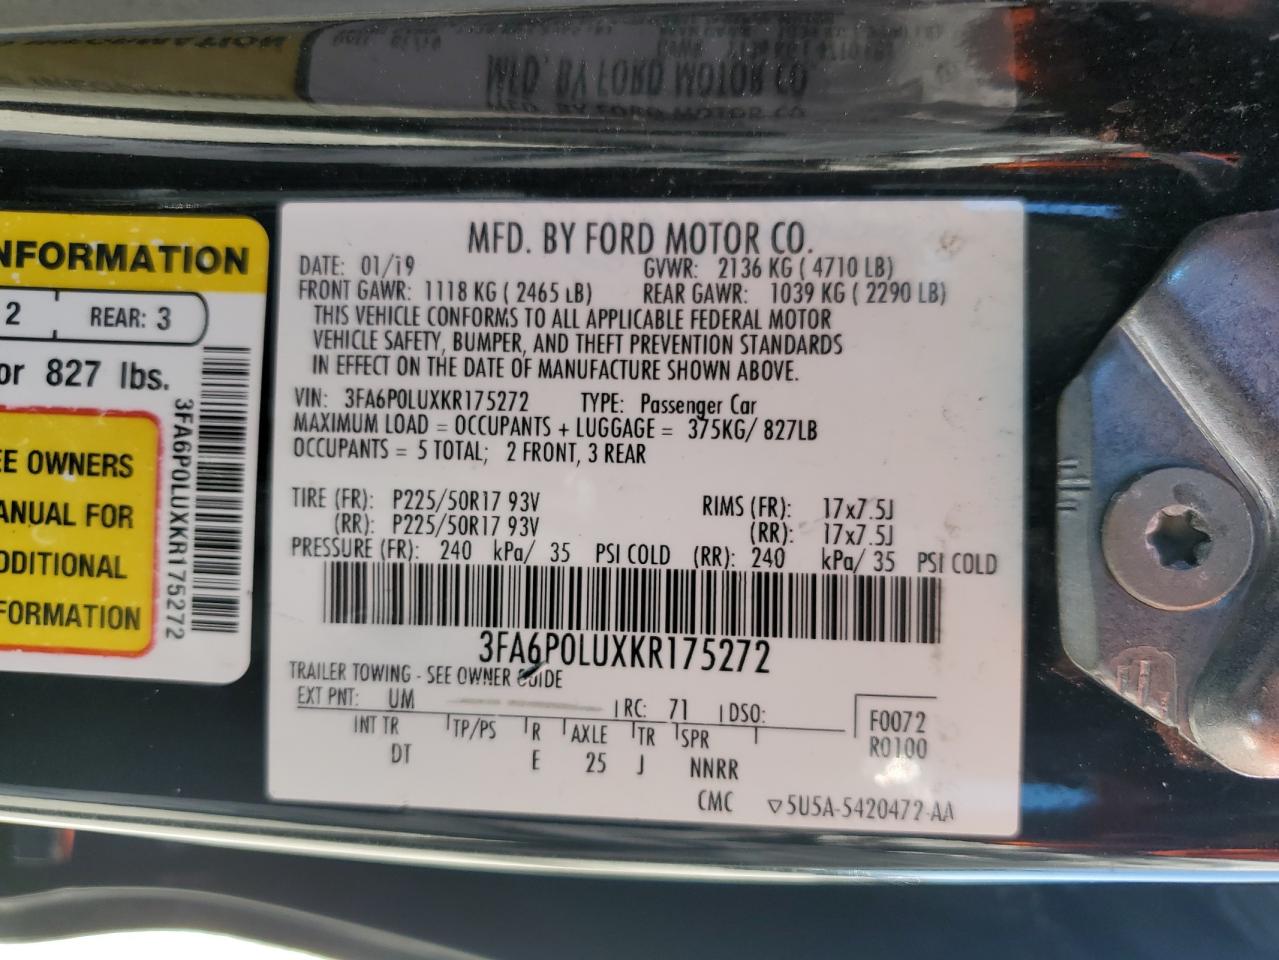 NFORMATION
2 REAR: 3
or 827 lbs.
EE OWNERS
ANUAL FOR
DDITIONAL
FORMATION
3FA6P0LUXKR175272
MFD. BY FORD MOTOR CO.
DATE: 01/19 GVWR: 2136 KG ( 4710 LB)
FRONT GAWR: 1118 KG ( 2465 LB) REAR GAWR: 1039 KG ( 2290 LB)
THIS VEHICLE CONFORMS TO ALL APPLICABLE FEDERAL MOTOR
VEHICLE SAFETY, BUMPER, AND THEFT PREVENTION STANDARDS
IN EFFECT ON THE DATE OF MANUFACTURE SHOWN ABOVE.
VIN: 3FA6P0LUXKR175272 TYPE: Passenger Car
MAXIMUM LOAD = OCCUPANTS + LUGGAGE = 375KG/ 827LB
OCCUPANTS = 5 TOTAL; 2 FRONT, 3 REAR
TIRE (FR): P225/50R17 93V RIMS (FR): 17x7.5J
(RR): P225/50R17 93V (RR): 17x7.5J
PRESSURE (FR): 240 kPa/ 35 PSI COLD (RR): 240 kPa/ 35 PSI COLD
3FA6P0LUXKR175272
TRAILER TOWING - SEE OWNER GUIDE
EXT PNT: UM RC: 71 DSO: F0072
INT TR TP/PS R AXLE TR SPR R0100
DT E 25 J NNRR
CMC ▽5U5A-5420472-AA